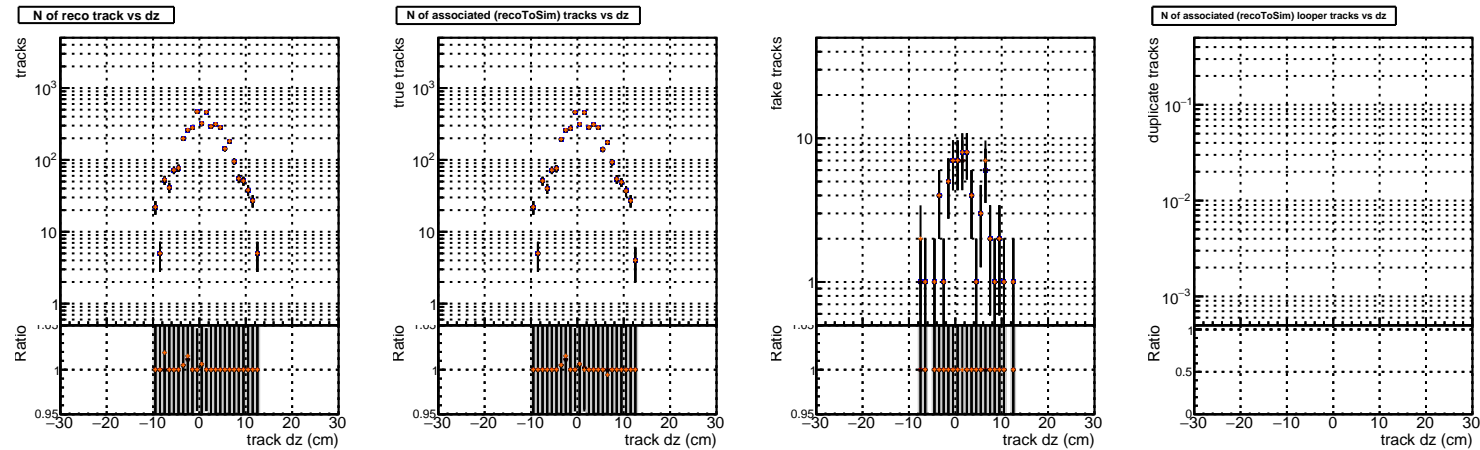 N of reco track vs dz
tracks
10³
10²
10
1
Ratio
1
0.95
−30 −20 −10 0 10 20 30
track dz (cm)
N of associated (recoToSim) tracks vs dz
true tracks
10³
10²
10
1
Ratio
1
0.95
−30 −20 −10 0 10 20 30
track dz (cm)
fake tracks
10
1
Ratio
1
0.95
−30 −20 −10 0 10 20 30
track dz (cm)
N of associated (recoToSim) looper tracks vs dz
duplicate tracks
10⁻¹
10⁻²
10⁻³
Ratio
1
0.5
0
−30 −20 −10 0 10 20 30
track dz (cm)